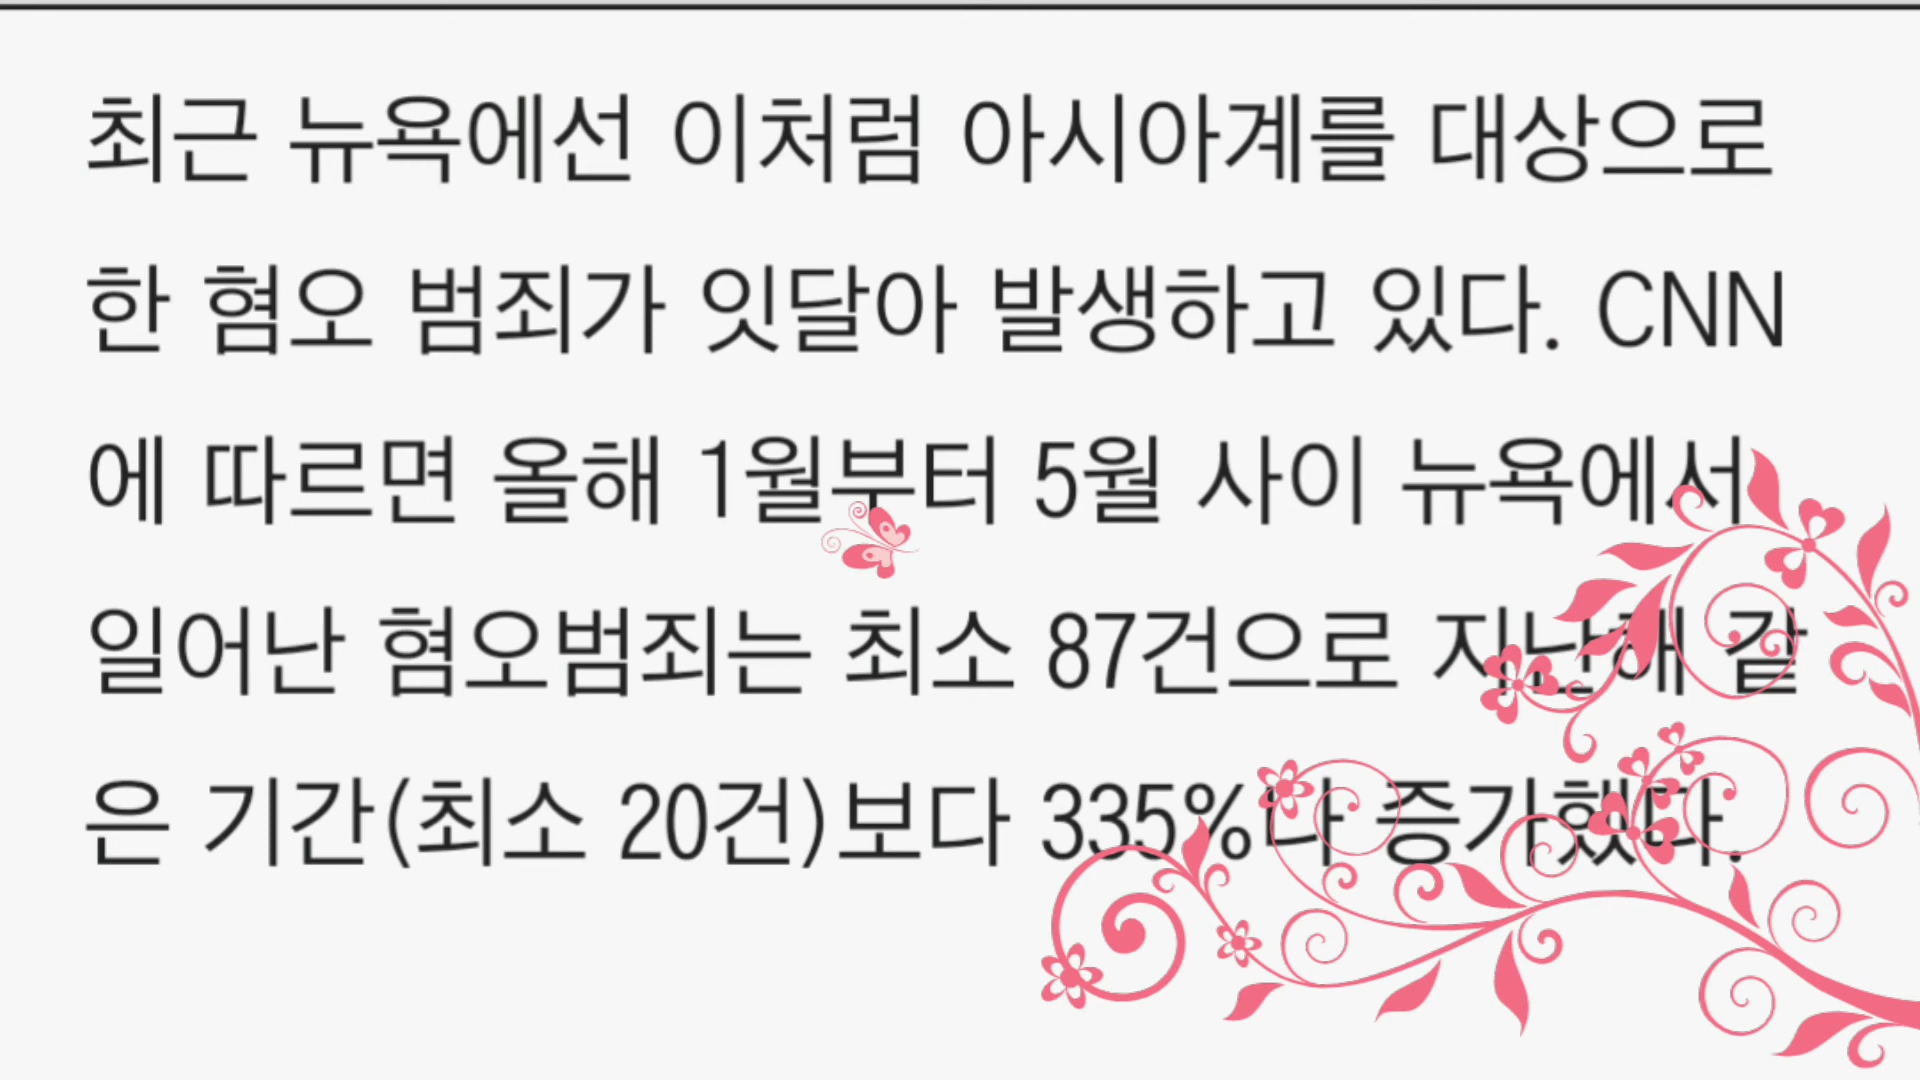 최근 뉴욕에선 이처럼 아시아계를 대상으로
한 혐오 범죄가 잇달아 발생하고 있다. CNN
에 따르면 올해 1월부터 5월 사이 뉴욕에서
일어난 혐오범죄는 최소 87건으로 지난해 같
은 기간(최소 20건)보다 335%나 증가했다.